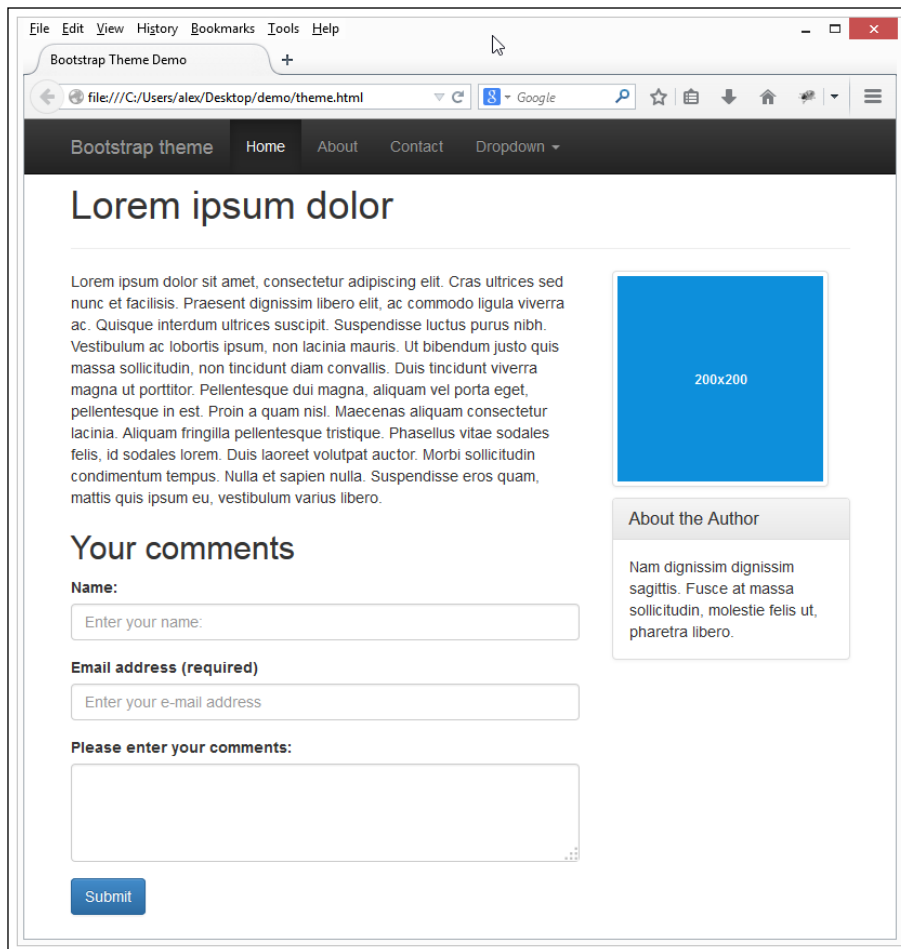 File Edit View History Bookmarks Tools Help
Bootstrap Theme Demo
file:///C:/Users/alex/Desktop/demo/theme.html
Google
Bootstrap theme Home About Contact Dropdown
Lorem ipsum dolor
Lorem ipsum dolor sit amet, consectetur adipiscing elit. Cras ultrices sed
nunc et facilisis. Praesent dignissim libero elit, ac commodo ligula viverra
ac. Quisque interdum ultrices suscipit. Suspendisse luctus purus nibh.
Vestibulum ac lobortis ipsum, non lacinia mauris. Ut bibendum justo quis
massa sollicitudin, non tincidunt diam convallis. Duis tincidunt viverra
magna ut porttitor. Pellentesque dui magna, aliquam vel porta eget,
pellentesque in est. Proin a quam nisl. Maecenas aliquam consectetur
lacinia. Aliquam fringilla pellentesque tristique. Phasellus vitae sodales
felis, id sodales lorem. Duis laoreet volutpat auctor. Morbi sollicitudin
condimentum tempus. Nulla et sapien nulla. Suspendisse eros quam,
mattis quis ipsum eu, vestibulum varius libero.
200x200
About the Author
Nam dignissim dignissim
sagittis. Fusce at massa
sollicitudin, molestie felis ut,
pharetra libero.
Your comments
Name:
Enter your name:
Email address (required)
Enter your e-mail address
Please enter your comments:
Submit